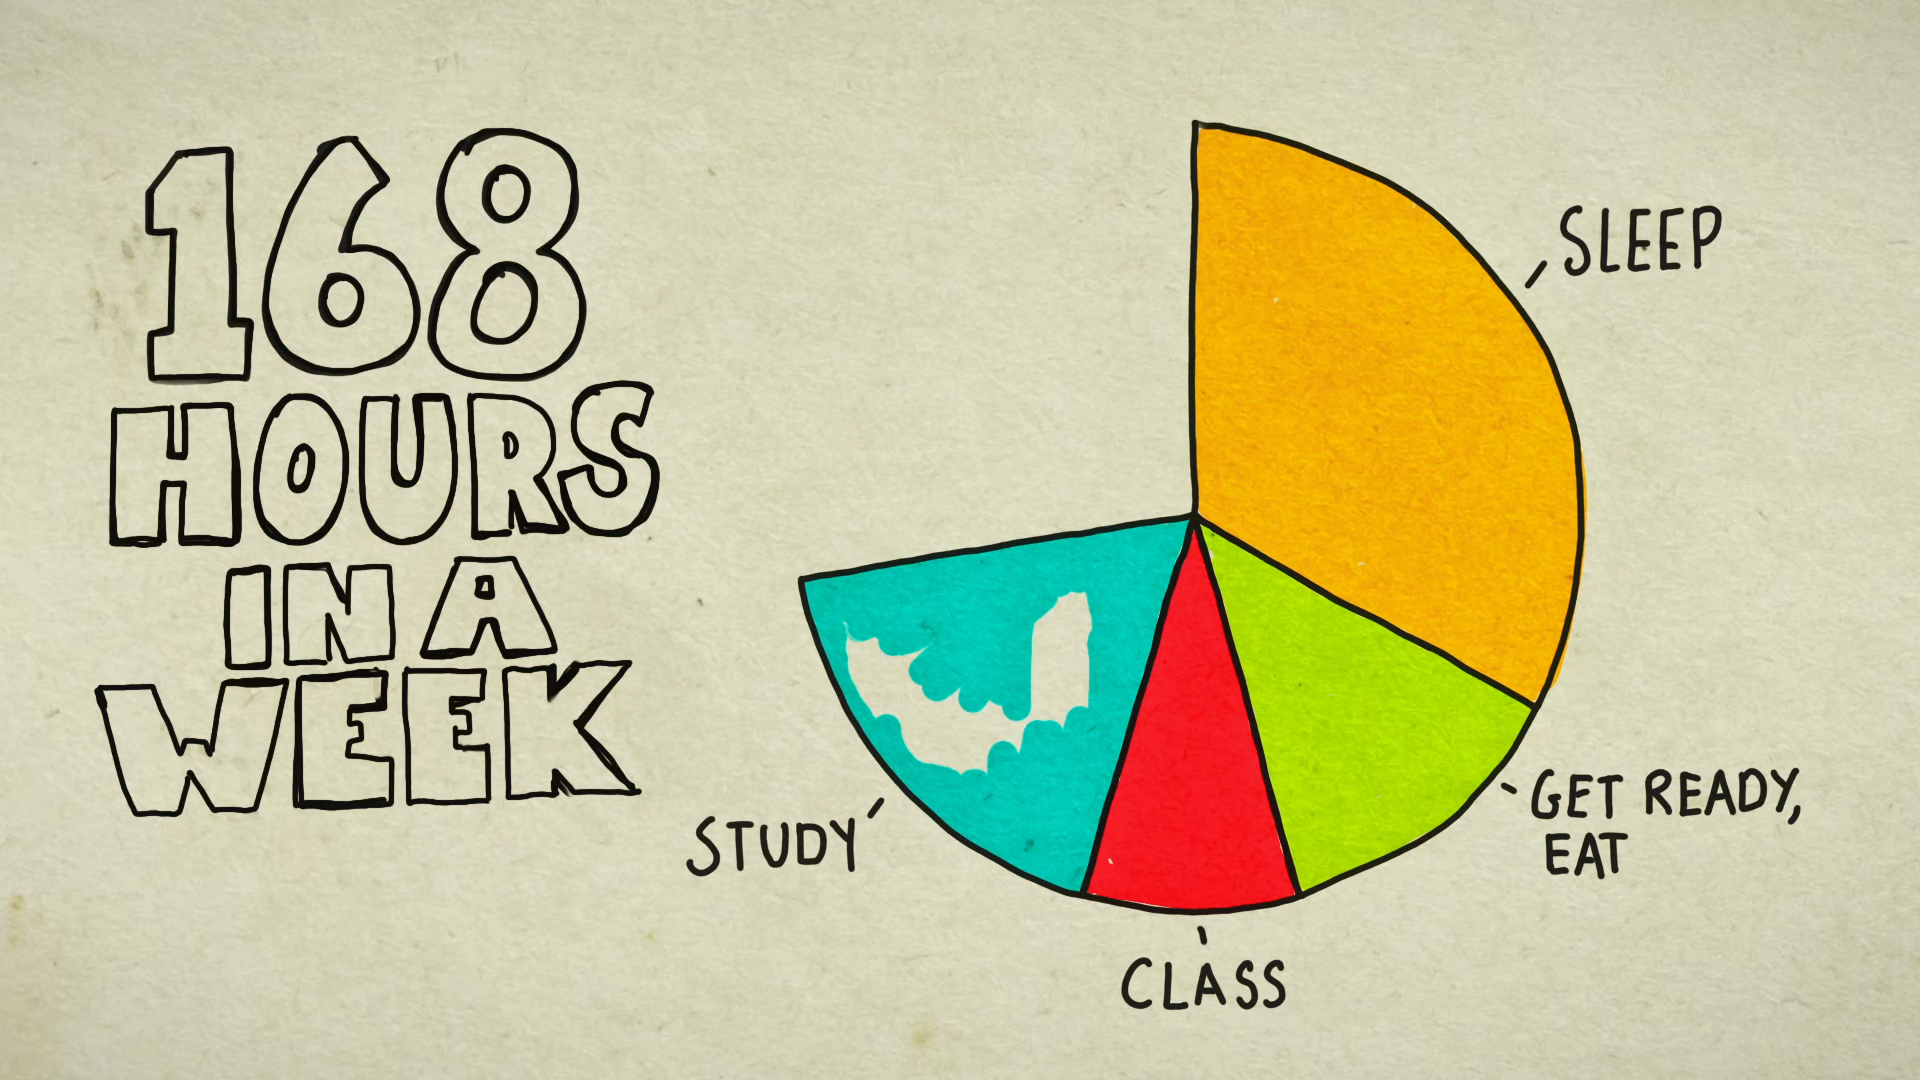 168
HOURS
IN A
WEEK
SLEEP
GET READY,
EAT
CLASS
STUDY